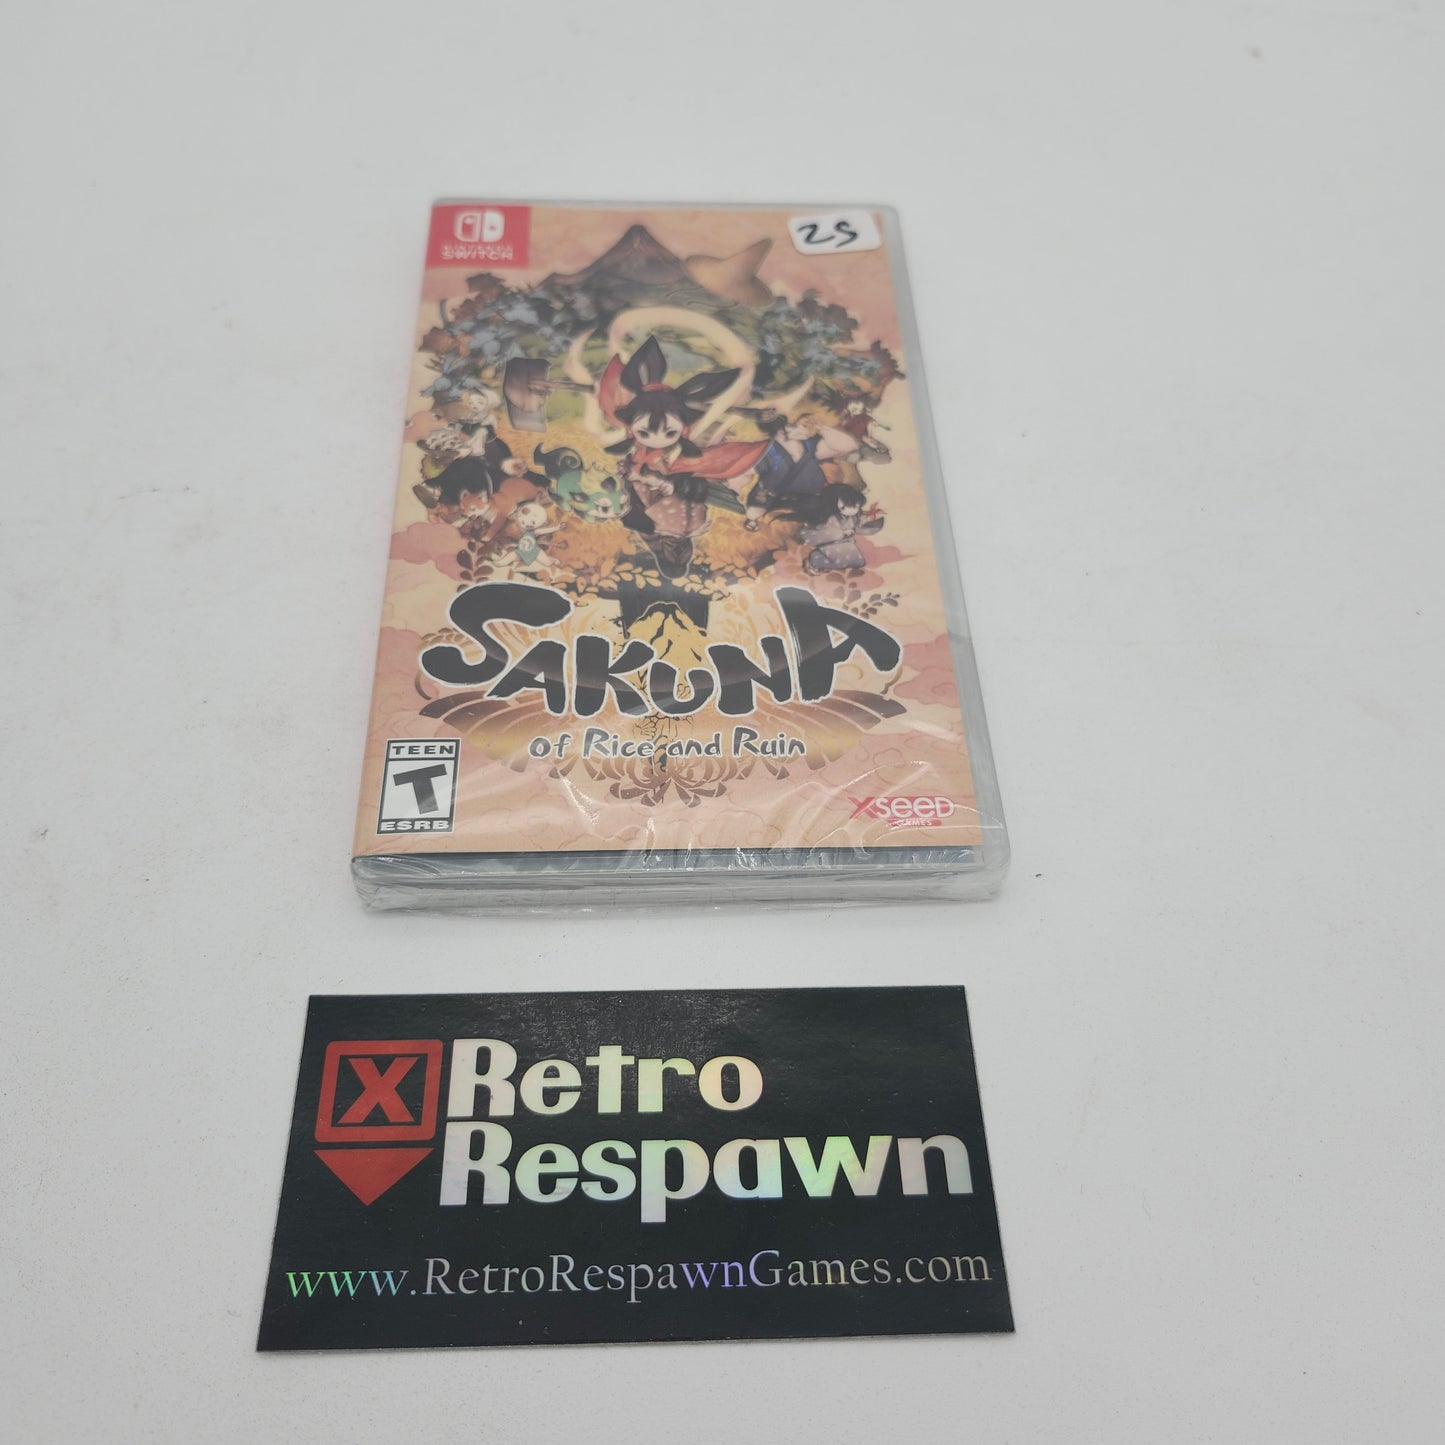 25
NINTENDO
SWITCH
SAKUNA
of Rice and Ruin
TEEN
T
ESRB
XSEED
GAMES
X
Retro
Respawn
www.RetroRespawnGames.com